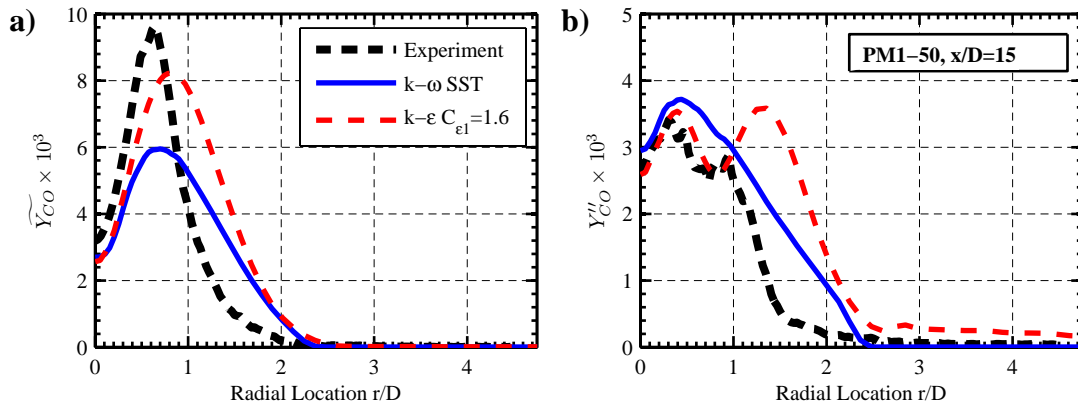 a)
10
8
6
4
2
0
0
1
2
3
4
Radial Location r/D
Ỹ_CO × 10³
Experiment
k−ω SST
k−ε C_ε1=1.6
b)
5
4
3
2
1
0
0
1
2
3
4
Radial Location r/D
Y''_CO × 10³
PM1−50, x/D=15